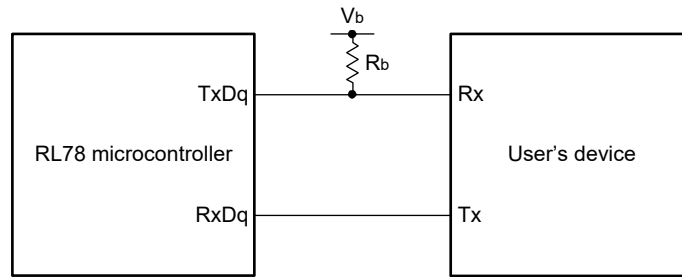 Vb
Rb
TxDq
Rx
RL78 microcontroller
User’s device
RxDq
Tx